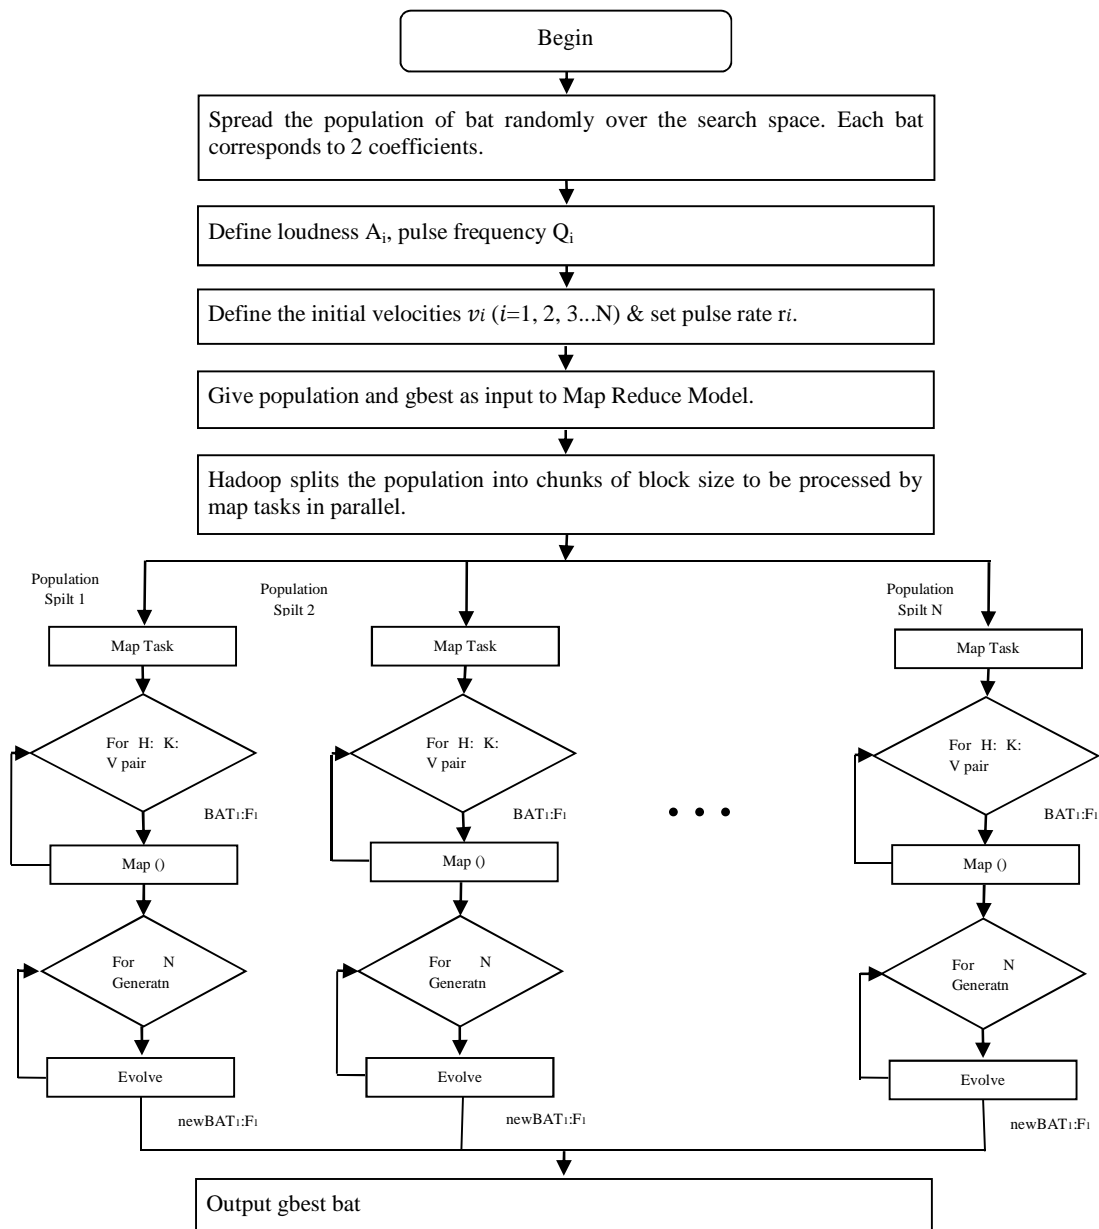 Begin
Spread the population of bat randomly over the search space. Each bat
corresponds to 2 coefficients.
Define loudness Ai, pulse frequency Qi
Define the initial velocities vi (i=1, 2, 3...N) & set pulse rate ri.
Give population and gbest as input to Map Reduce Model.
Hadoop splits the population into chunks of block size to be processed by
map tasks in parallel.
Population
Spilt 1
Population
Spilt 2
Population
Spilt N
Map Task
Map Task
Map Task
For H: K:
V pair
For H: K:
V pair
For H: K:
V pair
BAT1:F1
BAT1:F1
BAT1:F1
• • •
Map ()
Map ()
Map ()
For N
Generatn
For N
Generatn
For N
Generatn
Evolve
Evolve
Evolve
newBAT1:F1
newBAT1:F1
newBAT1:F1
Output gbest bat